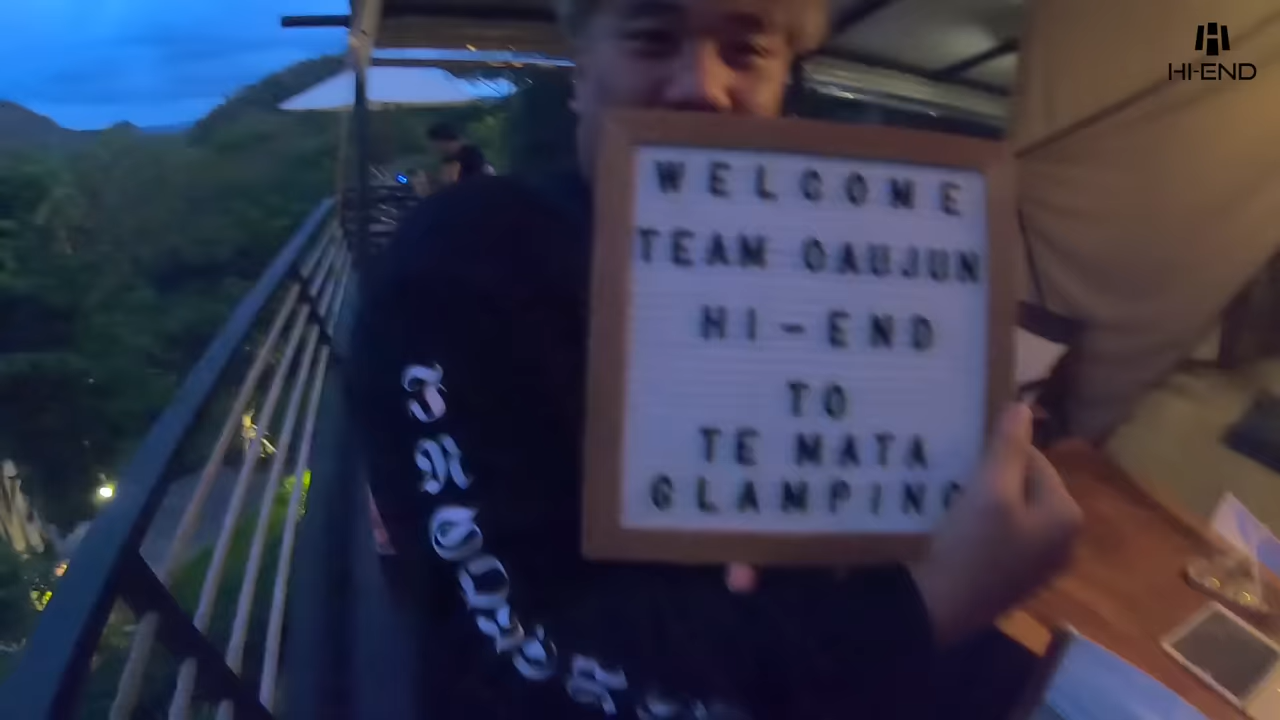 HI-END
WELCOME
TEAM OAUJUN
HI-END
TO
TE MATA
GLAMPING